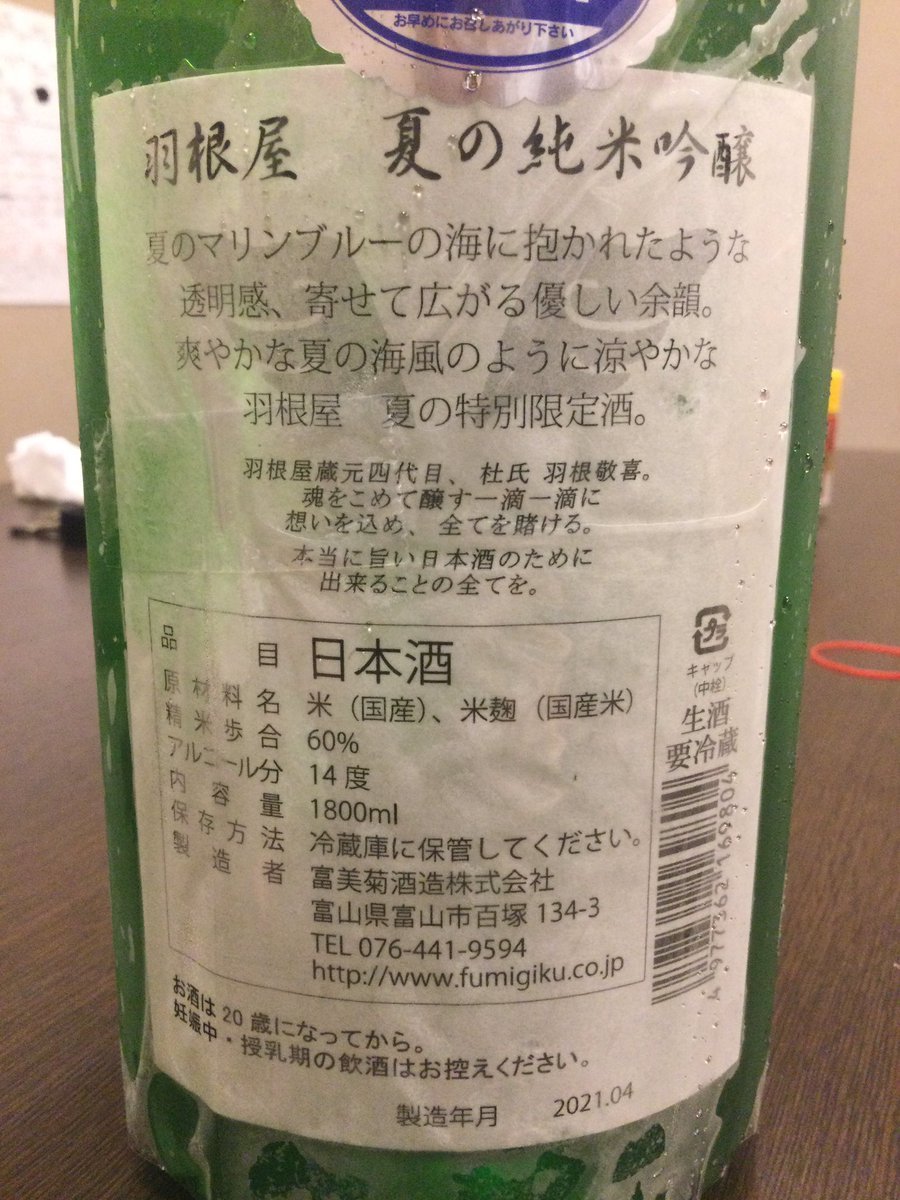 お早めにお召しあがり下さい
羽根屋 夏の純米吟醸
夏のマリンブルーの海に抱かれたような
透明感、寄せて広がる優しい余韻。
爽やかな夏の海風のように涼やかな
羽根屋 夏の特別限定酒。
羽根屋蔵元四代目、杜氏 羽根敬喜。
魂をこめて醸す一滴一滴に
想いを込め、全てを賭ける。
本当に旨い日本酒のために
出来ることの全てを。
品目 日本酒
原材料名 米（国産）、米麹（国産米）
精米歩合 60%
アルコール分 14度
内容量 1800ml
保存方法 冷蔵庫に保管してください。
製造者 富美菊酒造株式会社
富山県富山市百塚 134-3
TEL 076-441-9594
http://www.fumigiku.co.jp
プラ
キャップ
(中栓)
生酒
要冷蔵
お酒は20歳になってから。
妊娠中・授乳期の飲酒はお控えください。
製造年月 2021.04